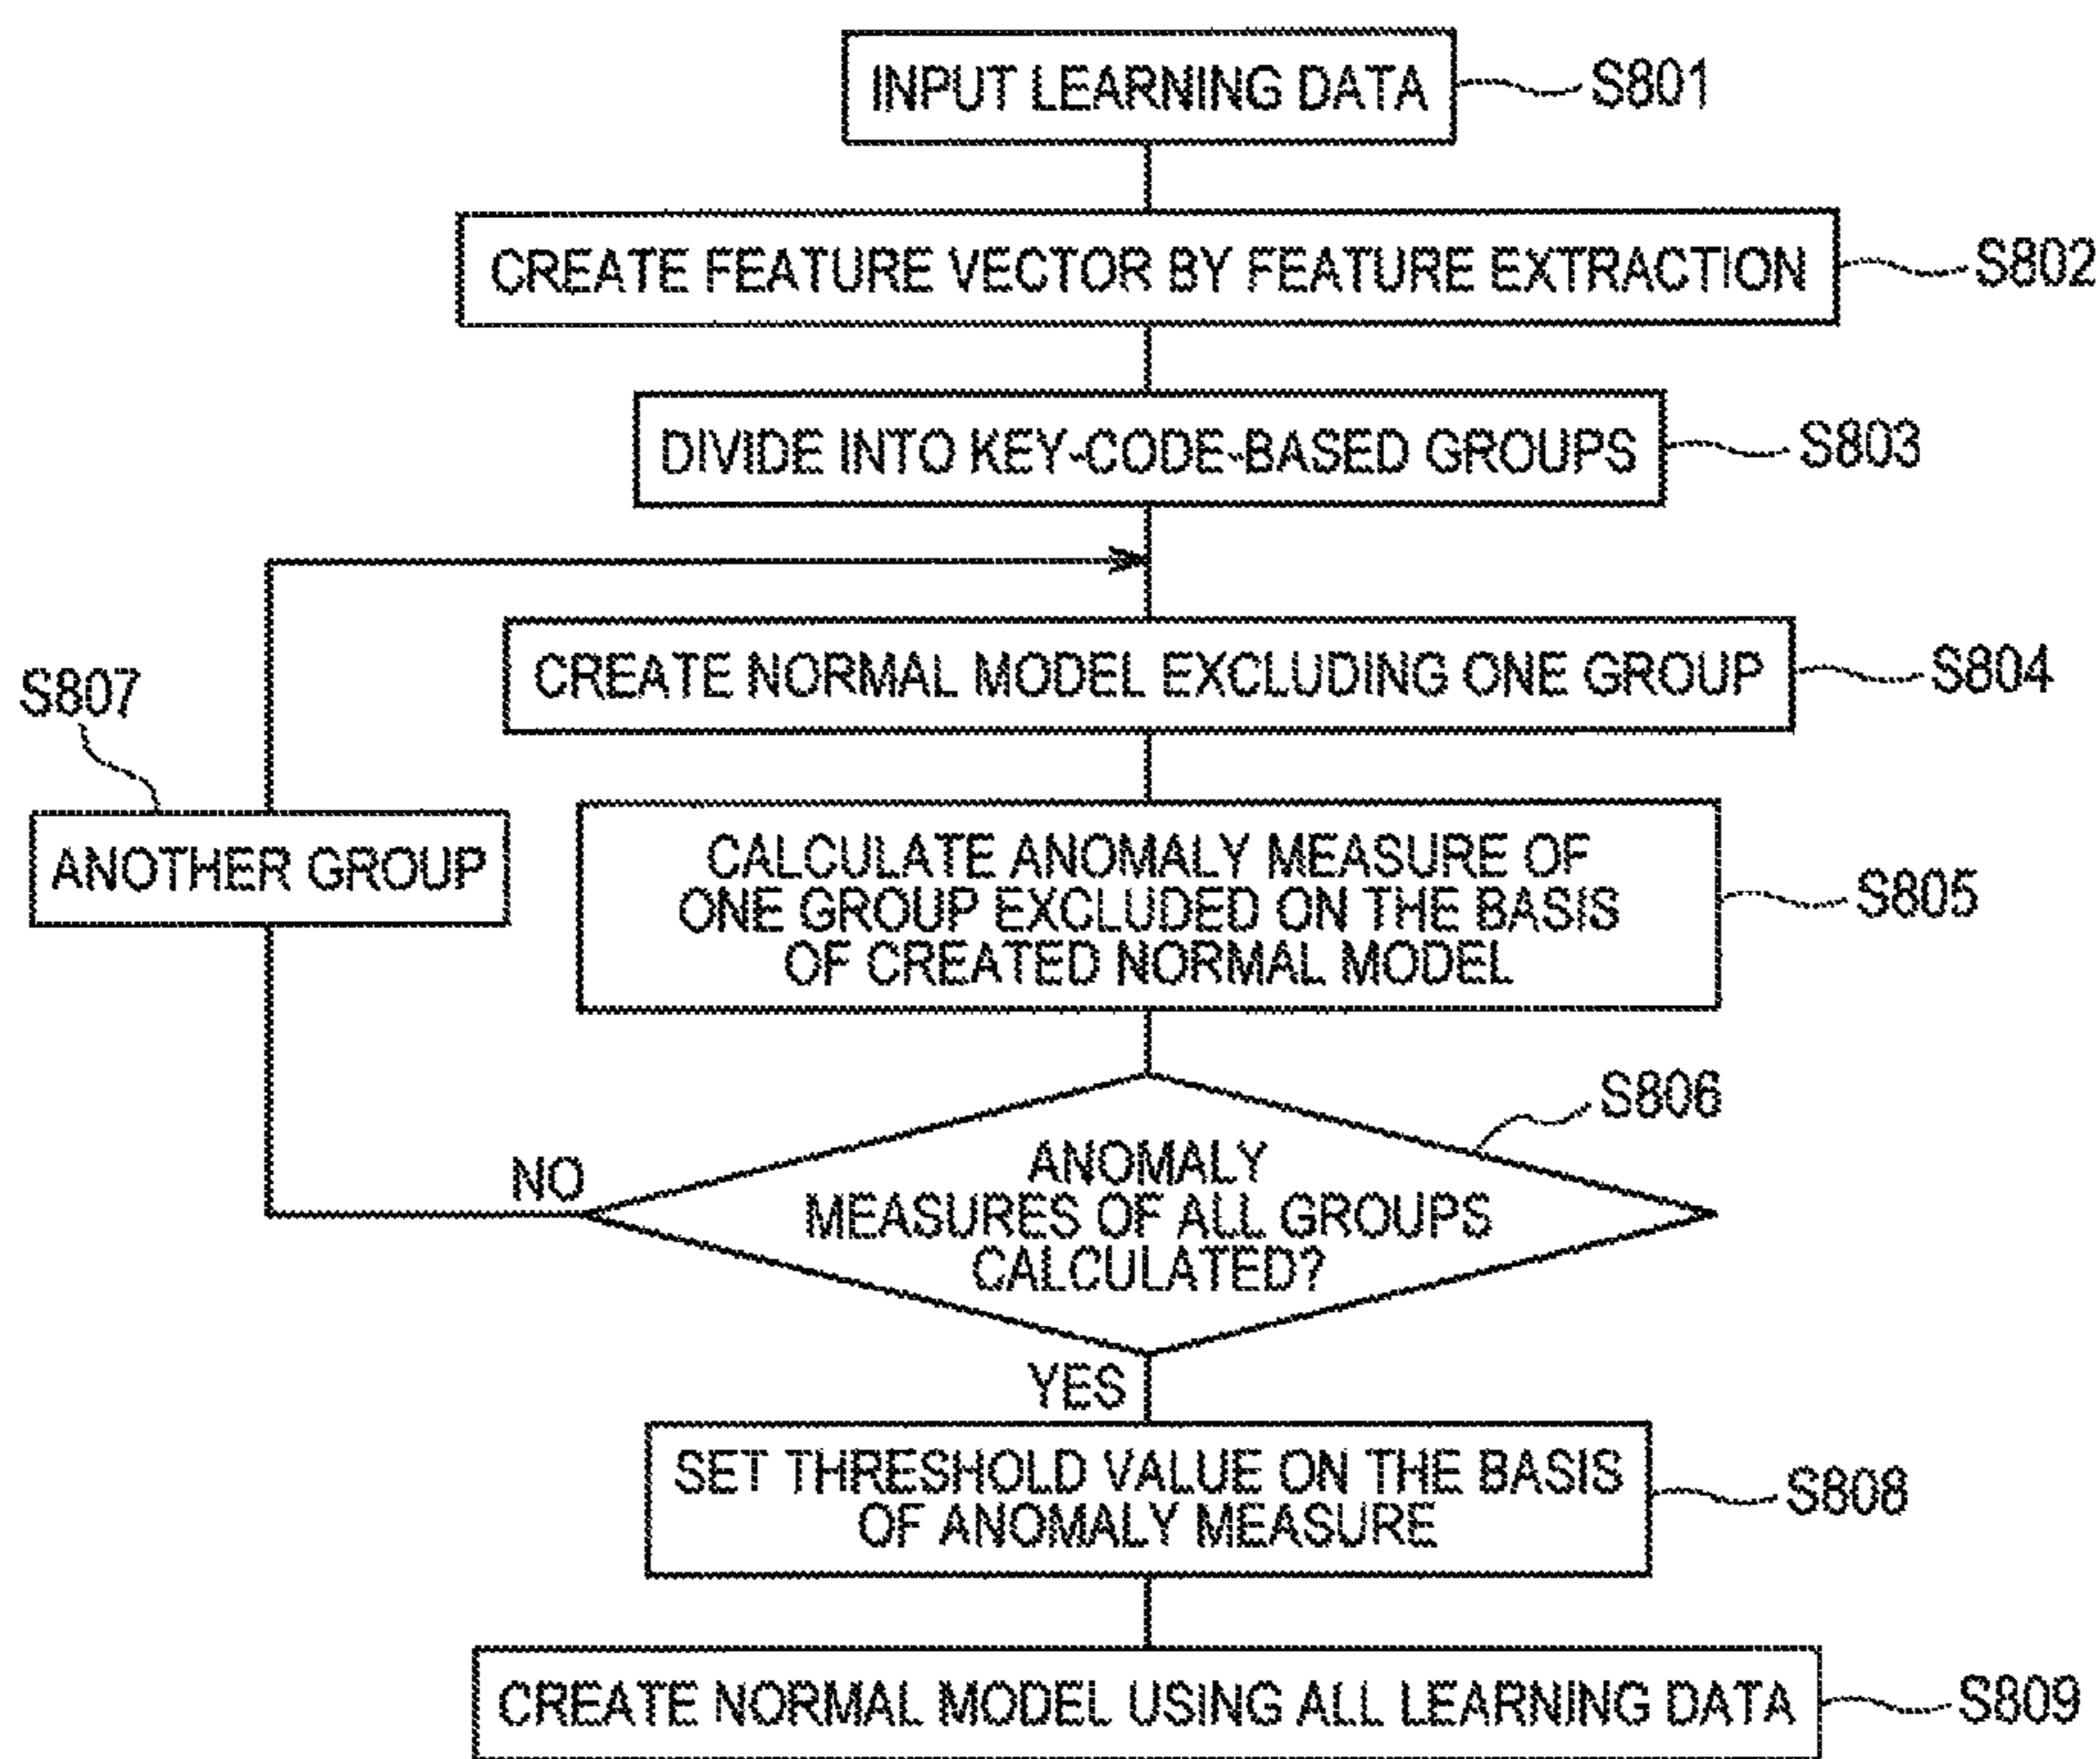 INPUT LEARNING DATA
S801
CREATE FEATURE VECTOR BY FEATURE EXTRACTION
S802
DIVIDE INTO KEY-CODE-BASED GROUPS
S803
CREATE NORMAL MODEL EXCLUDING ONE GROUP
S804
S807
ANOTHER GROUP
CALCULATE ANOMALY MEASURE OF
ONE GROUP EXCLUDED ON THE BASIS
OF CREATED NORMAL MODEL
S805
S806
ANOMALY
MEASURES OF ALL GROUPS
CALCULATED?
NO
YES
SET THRESHOLD VALUE ON THE BASIS
OF ANOMALY MEASURE
S808
CREATE NORMAL MODEL USING ALL LEARNING DATA
S809